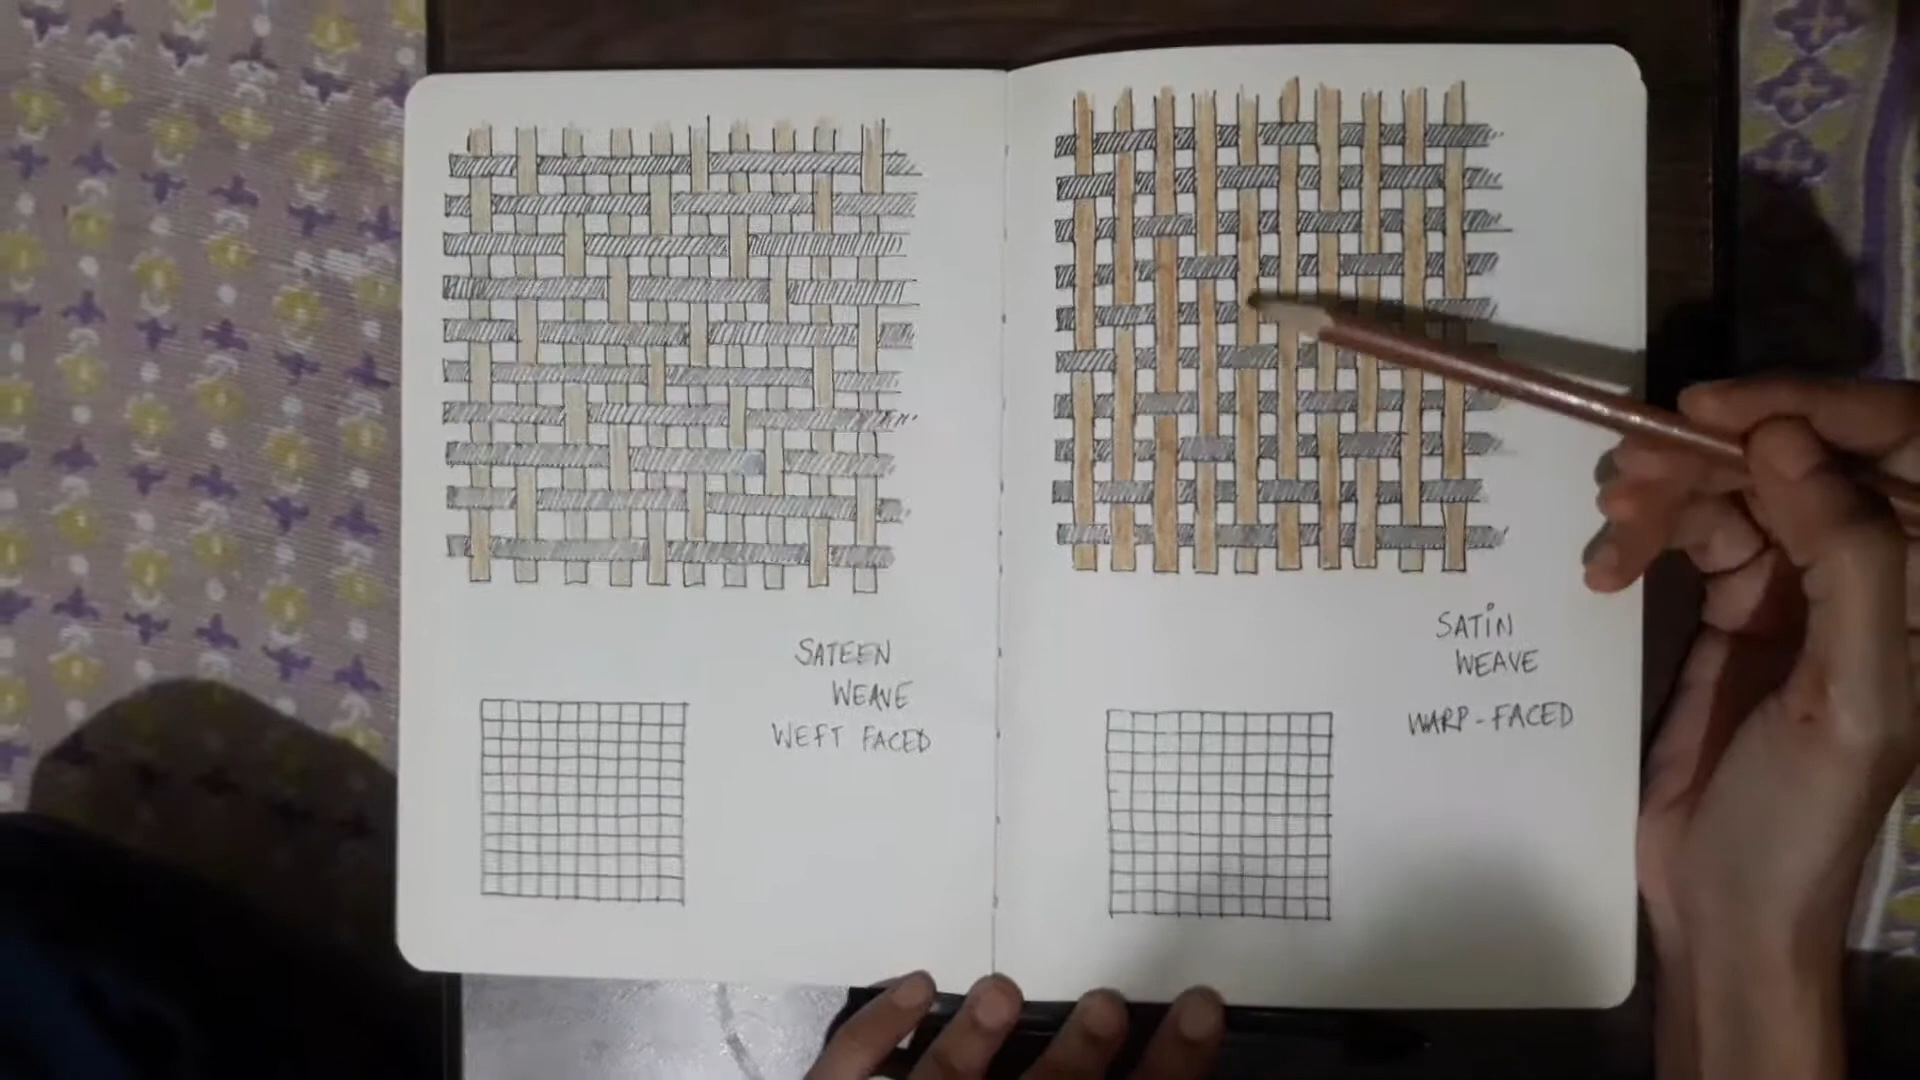 SATEEN
WEAVE
WEFT FACED
SATIN
WEAVE
WARP-FACED